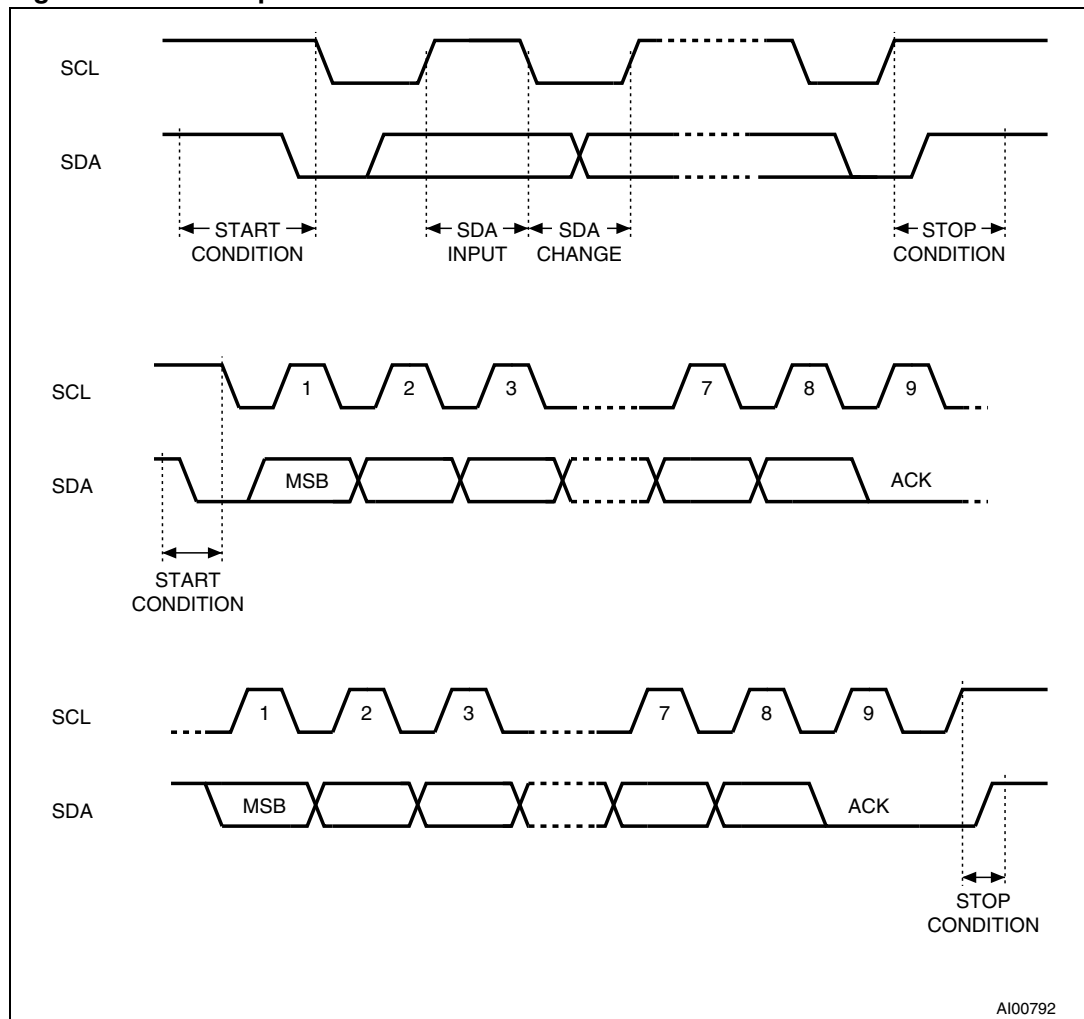 SCL
SDA
START
CONDITION
SDA
INPUT
SDA
CHANGE
STOP
CONDITION
SCL
1 2 3 7 8 9
SDA
MSB ACK
START
CONDITION
SCL
1 2 3 7 8 9
SDA
MSB ACK
STOP
CONDITION
AI00792